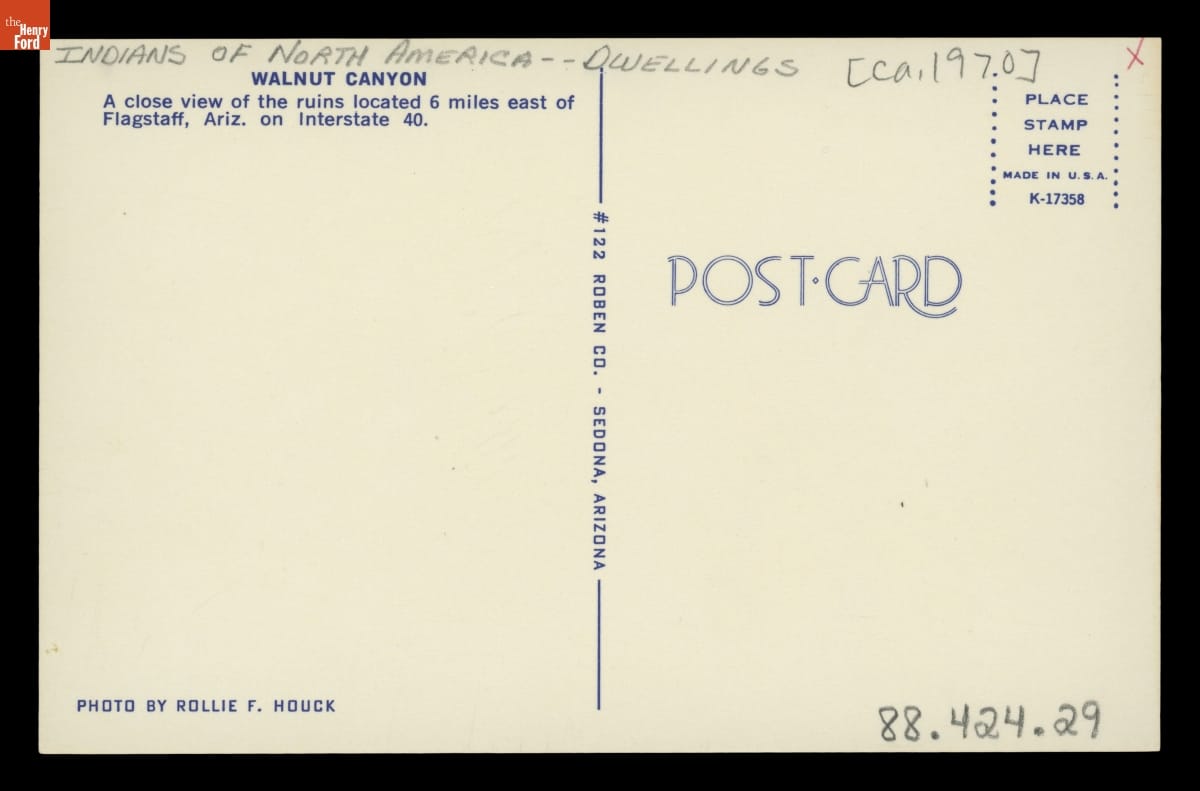 the
Henry
Ford
INDIANS OF NORTH AMERICA -- DWELLINGS [ca. 1970]
X
WALNUT CANYON
A close view of the ruins located 6 miles east of
Flagstaff, Ariz. on Interstate 40.
PLACE
STAMP
HERE
MADE IN U.S.A.
K-17358
#122 ROBEN CO. - SEDONA, ARIZONA
POST·CARD
PHOTO BY ROLLIE F. HOUCK
88.424.29